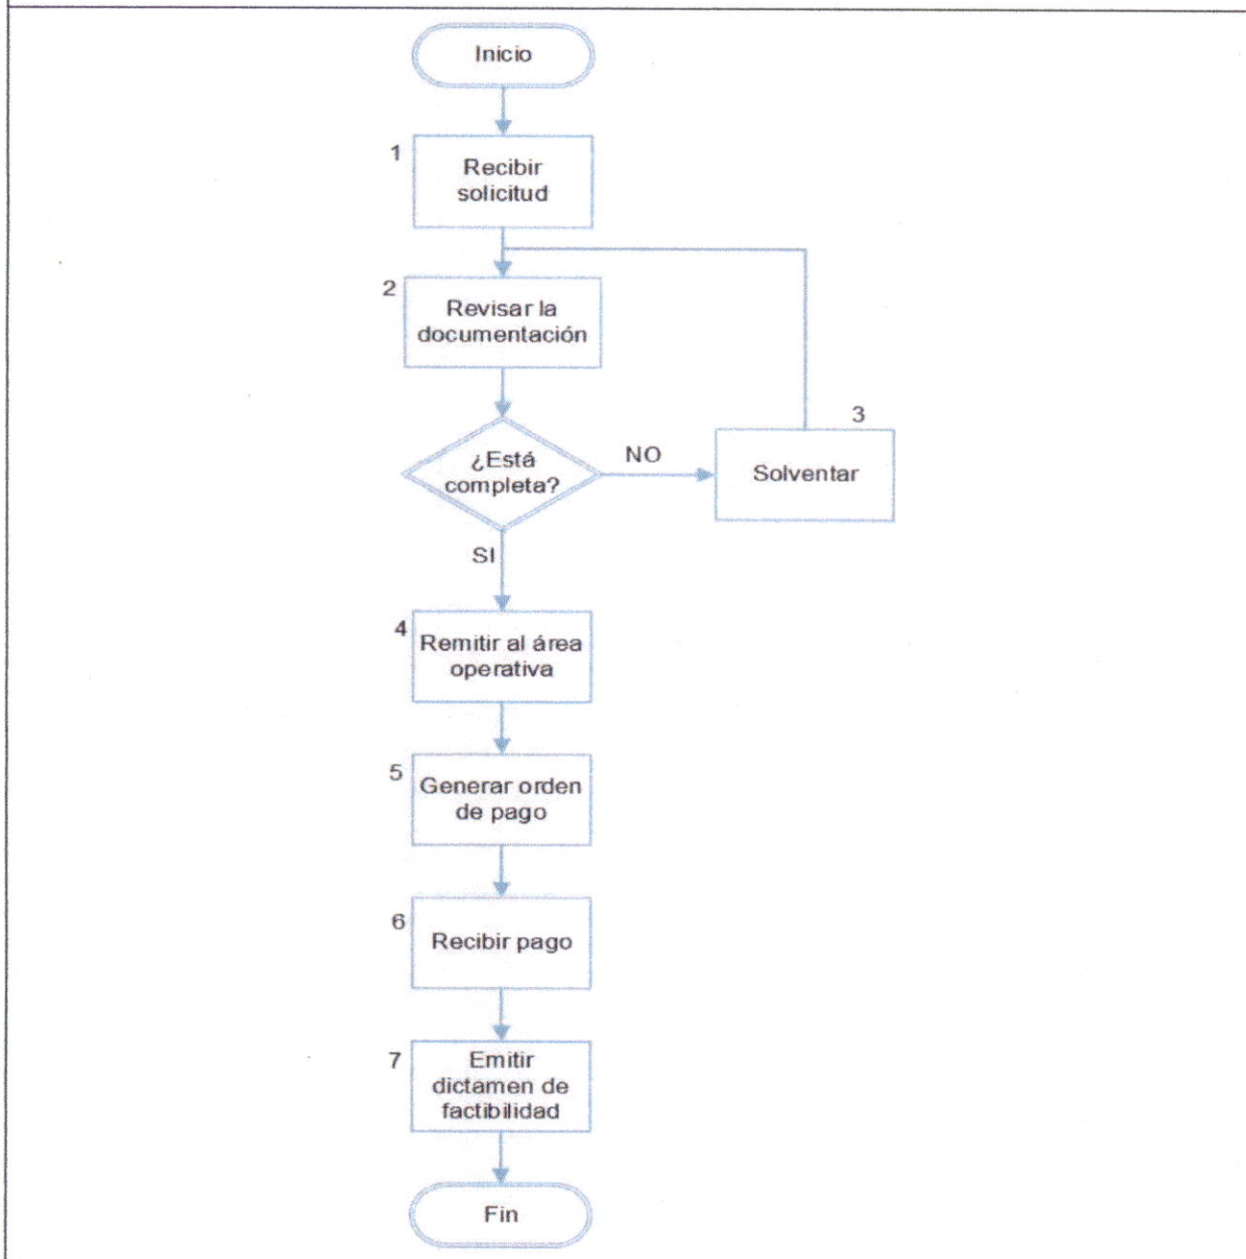 Inicio
1
Recibir
solicitud
2
Revisar la
documentación
¿Está
completa?
NO
3
Solventar
SI
4
Remitir al área
operativa
5
Generar orden
de pago
6
Recibir pago
7
Emitir
dictamen de
factibilidad
Fin